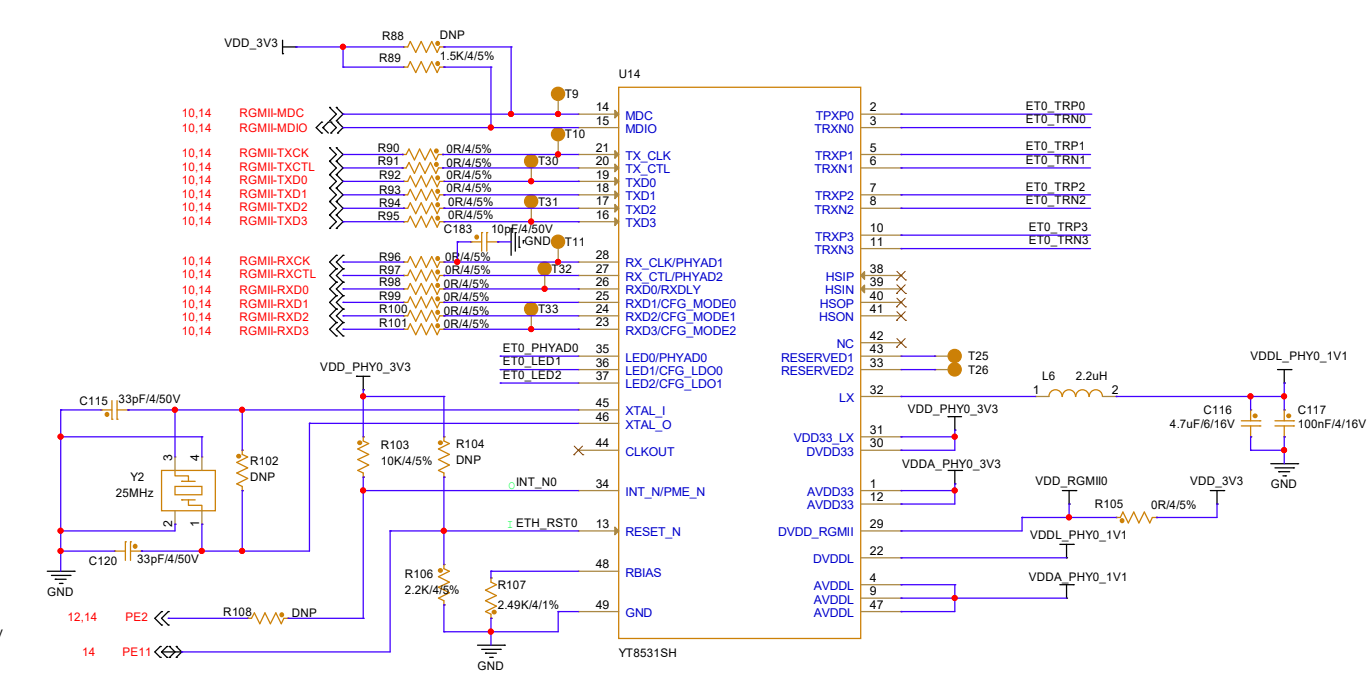 R88 DNP
VDD_3V3
R89 1.5K/4/5%
U14
T9
10,14 RGMII-MDC 14 MDC TPXP0 2 ET0_TRP0
10,14 RGMII-MDIO 15 MDIO TRXN0 3 ET0_TRN0
T10
10,14 RGMII-TXCK R90 0R/4/5% 21 TX_CLK TRXP1 5 ET0_TRP1
10,14 RGMII-TXCTL R91 0R/4/5% T30 20 TX_CTL TRXN1 6 ET0_TRN1
10,14 RGMII-TXD0 R92 0R/4/5% 19 TXD0
10,14 RGMII-TXD1 R93 0R/4/5% 18 TXD1 TRXP2 7 ET0_TRP2
10,14 RGMII-TXD2 R94 0R/4/5% T31 17 TXD2 TRXN2 8 ET0_TRN2
10,14 RGMII-TXD3 R95 0R/4/5% 16 TXD3
C183 10pF/4/50V GND T11 TRXP3 10 ET0_TRP3
TRXN3 11 ET0_TRN3
10,14 RGMII-RXCK R96 0R/4/5% 28 RX_CLK/PHYAD1
10,14 RGMII-RXCTL R97 0R/4/5% T32 27 RX_CTL/PHYAD2 HSIP 38
10,14 RGMII-RXD0 R98 0R/4/5% 26 RXD0/RXDLY HSIN 39
10,14 RGMII-RXD1 R99 0R/4/5% 25 RXD1/CFG_MODE0 HSOP 40
10,14 RGMII-RXD2 R100 0R/4/5% T33 24 RXD2/CFG_MODE1 HSON 41
10,14 RGMII-RXD3 R101 0R/4/5% 23 RXD3/CFG_MODE2
NC 42
ET0_PHYAD0 35 LED0/PHYAD0 RESERVED1 43 T25
ET0_LED1 36 LED1/CFG_LDO0 RESERVED2 33 T26
ET0_LED2 37 LED2/CFG_LDO1
VDD_PHY0_3V3
VDDL_PHY0_1V1
L6 2.2uH
LX 32 1 2
C115 33pF/4/50V
45 XTAL_I
46 XTAL_O
VDD_PHY0_3V3
C116 4.7uF/6/16V
C117 100nF/4/16V
GND
R103 10K/4/5%
R104 DNP
44 CLKOUT
VDD33_LX 31
DVDD33 30
3 4
Y2
25MHz
2 1
R102
DNP
VDDA_PHY0_3V3
INT_N0 34 INT_N/PME_N
AVDD33 1
AVDD33 12
VDD_RGMII0
VDD_3V3
R105 0R/4/5%
ETH_RST0 13 RESET_N
DVDD_RGMII 29
VDDL_PHY0_1V1
DVDDL 22
C120 33pF/4/50V
GND
R106
2.2K/4/5%
48 RBIAS
R107
2.49K/4/1%
VDDA_PHY0_1V1
AVDDL 4
AVDDL 9
AVDDL 47
49 GND
12,14 PE2 R108 DNP
14 PE11
GND
YT8531SH